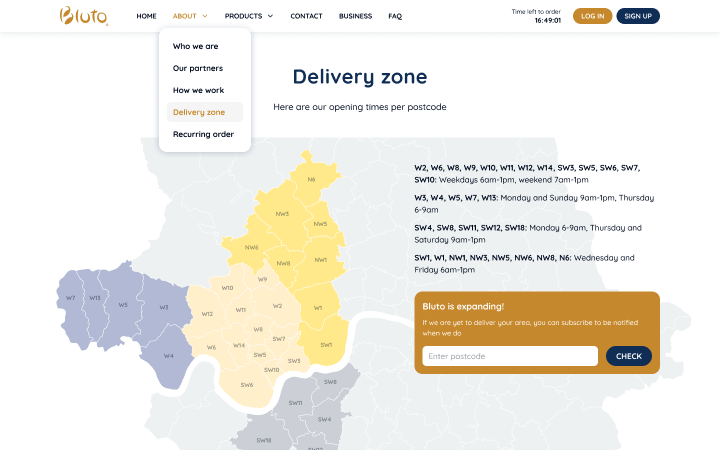 Bluto
HOME ABOUT PRODUCTS CONTACT BUSINESS FAQ
Time left to order
16:49:01
LOG IN
SIGN UP
Who we are
Our partners
How we work
Delivery zone
Recurring order
Delivery zone
Here are our opening times per postcode
W2, W6, W8, W9, W10, W11, W12, W14, SW3, SW5, SW6, SW7,
SW10: Weekdays 6am-1pm, weekend 7am-1pm
W3, W4, W5, W7, W13: Monday and Sunday 9am-1pm, Thursday
6-9am
SW4, SW8, SW11, SW12, SW18: Monday 6-9am, Thursday and
Saturday 9am-1pm
SW1, W1, NW1, NW3, NW5, NW6, NW8, N6: Wednesday and
Friday 6am-1pm
Bluto is expanding!
If we are yet to deliver your area, you can subscribe to be notified
when we do
Enter postcode
CHECK
N6
NW3
NW5
NW6
NW8
NW1
W9
W10
W7
W13
W5
W3
W12
W11
W2
W1
W8
W6
W14
SW7
SW1
SW5
W4
SW3
SW10
SW6
SW8
SW11
SW4
SW18
SW12